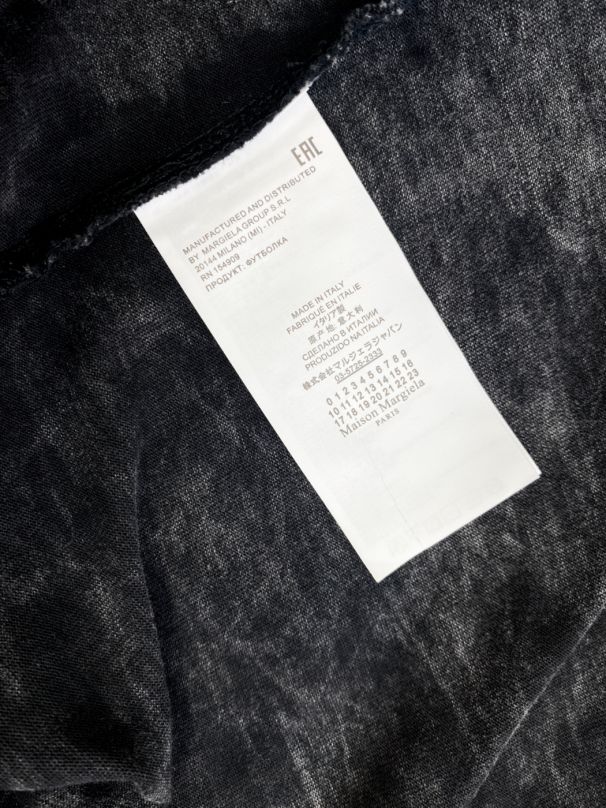 EAC
MANUFACTURED AND DISTRIBUTED
BY MARGIELA GROUP S.R.L
20144 MILANO (MI) - ITALY
RN 154909
ПРОДУКТ: ФУТБОЛКА
MADE IN ITALY
FABRIQUÉ EN ITALIE
イタリア製
原产地:意大利
СДЕЛАНО В ИТАЛИИ
PRODUZIDO NA ITALIA
株式会社マルジェラジャパン
03-5725-2333
0 1 2 3 4 5 6 7 8 9
10 11 12 13 14 15 16
17 18 19 20 21 22 23
Maison Margiela
PARIS